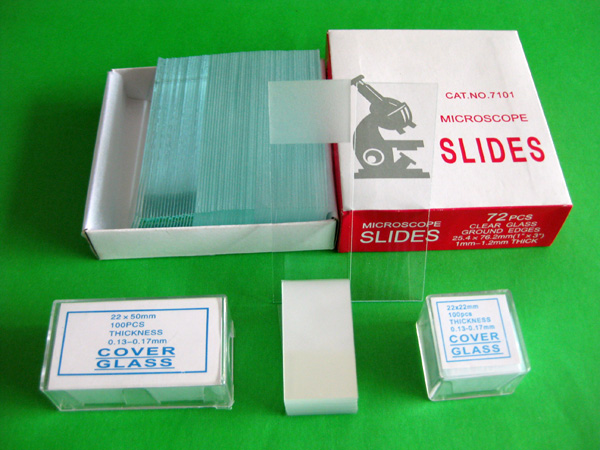 CAT.NO.7101
MICROSCOPE
SLIDES
MICROSCOPE
SLIDES
72 PCS
CLEAR GLASS
GROUND EDGES
25.4 x 76.2mm(1" x 3")
1mm-1.2mm THICK
22 x 50mm
100PCS
THICKNESS
0.13-0.17mm
COVER
GLASS
22x22mm
100pcs
THICKNESS
0.13-0.17mm
COVER
GLASS